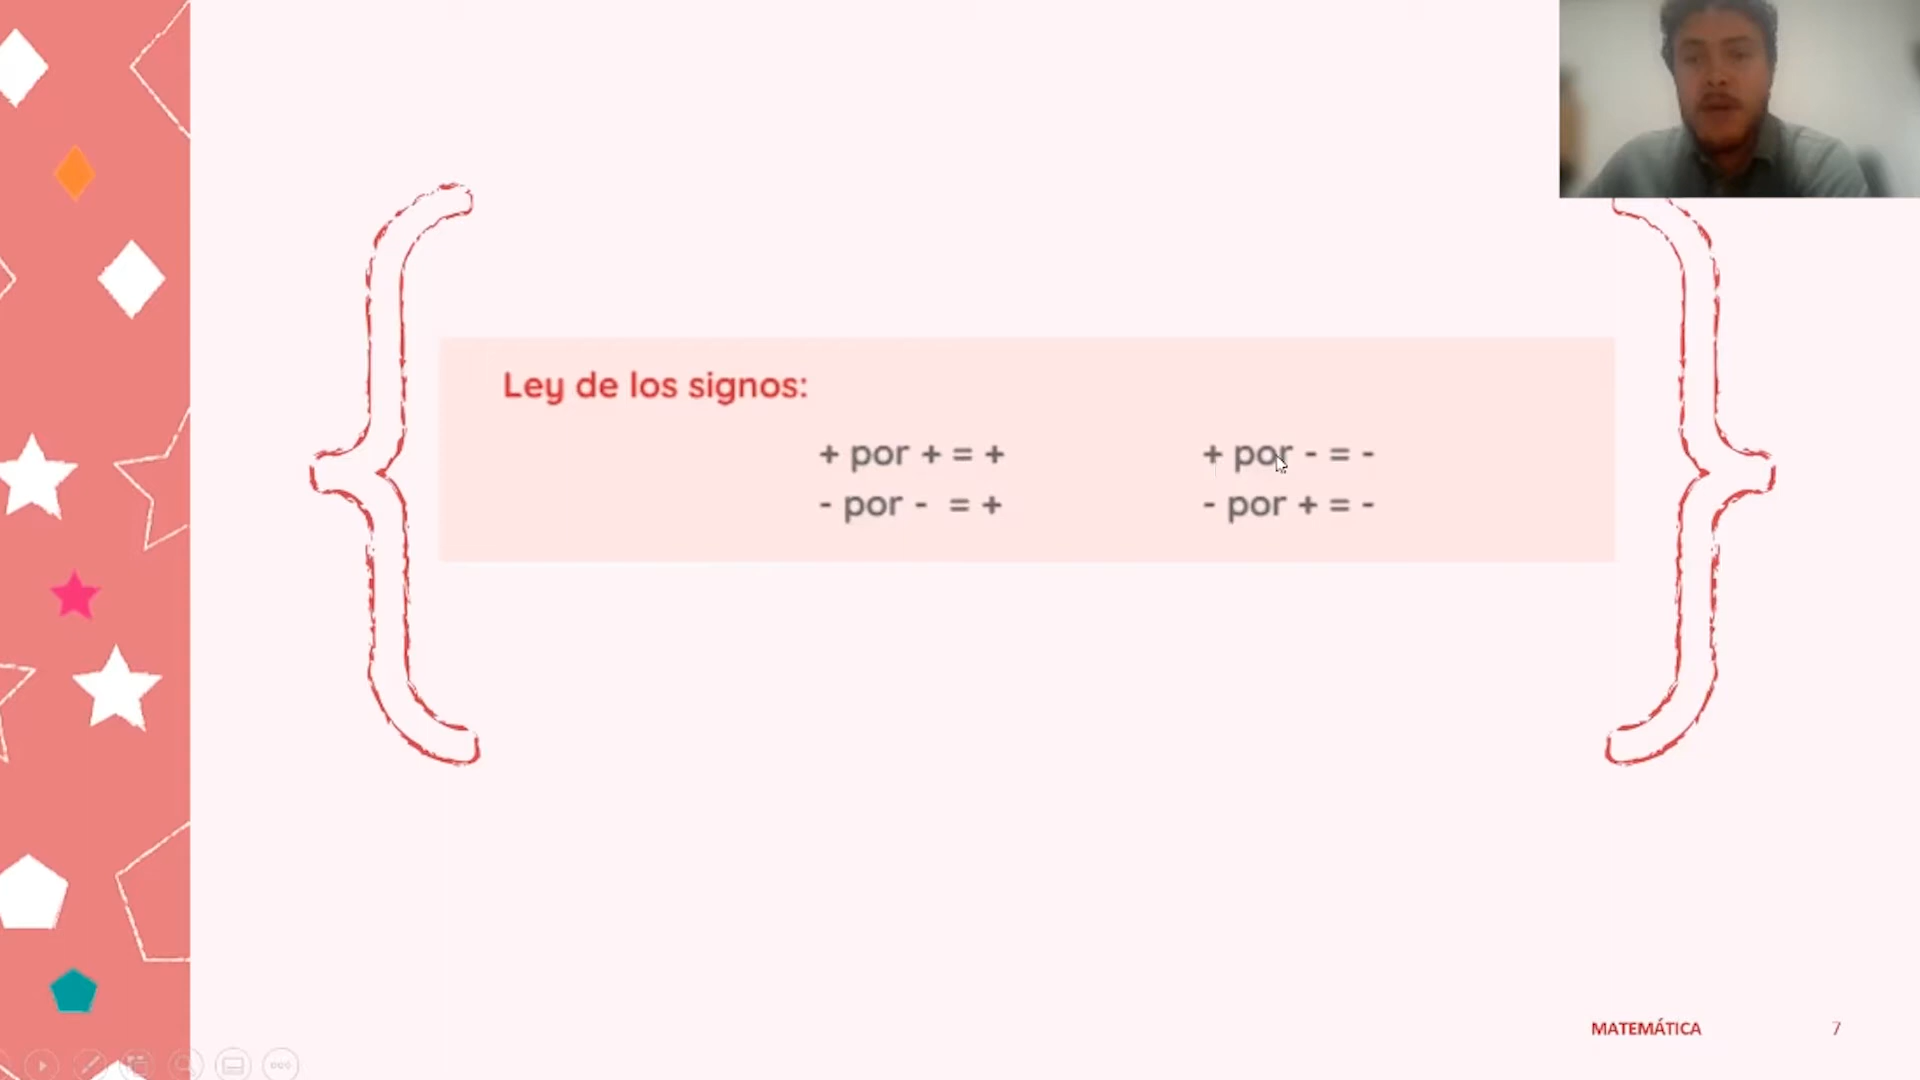 Ley de los signos:
+ por + = +
+ por - = -
- por - = +
- por + = -
MATEMÁTICA
7